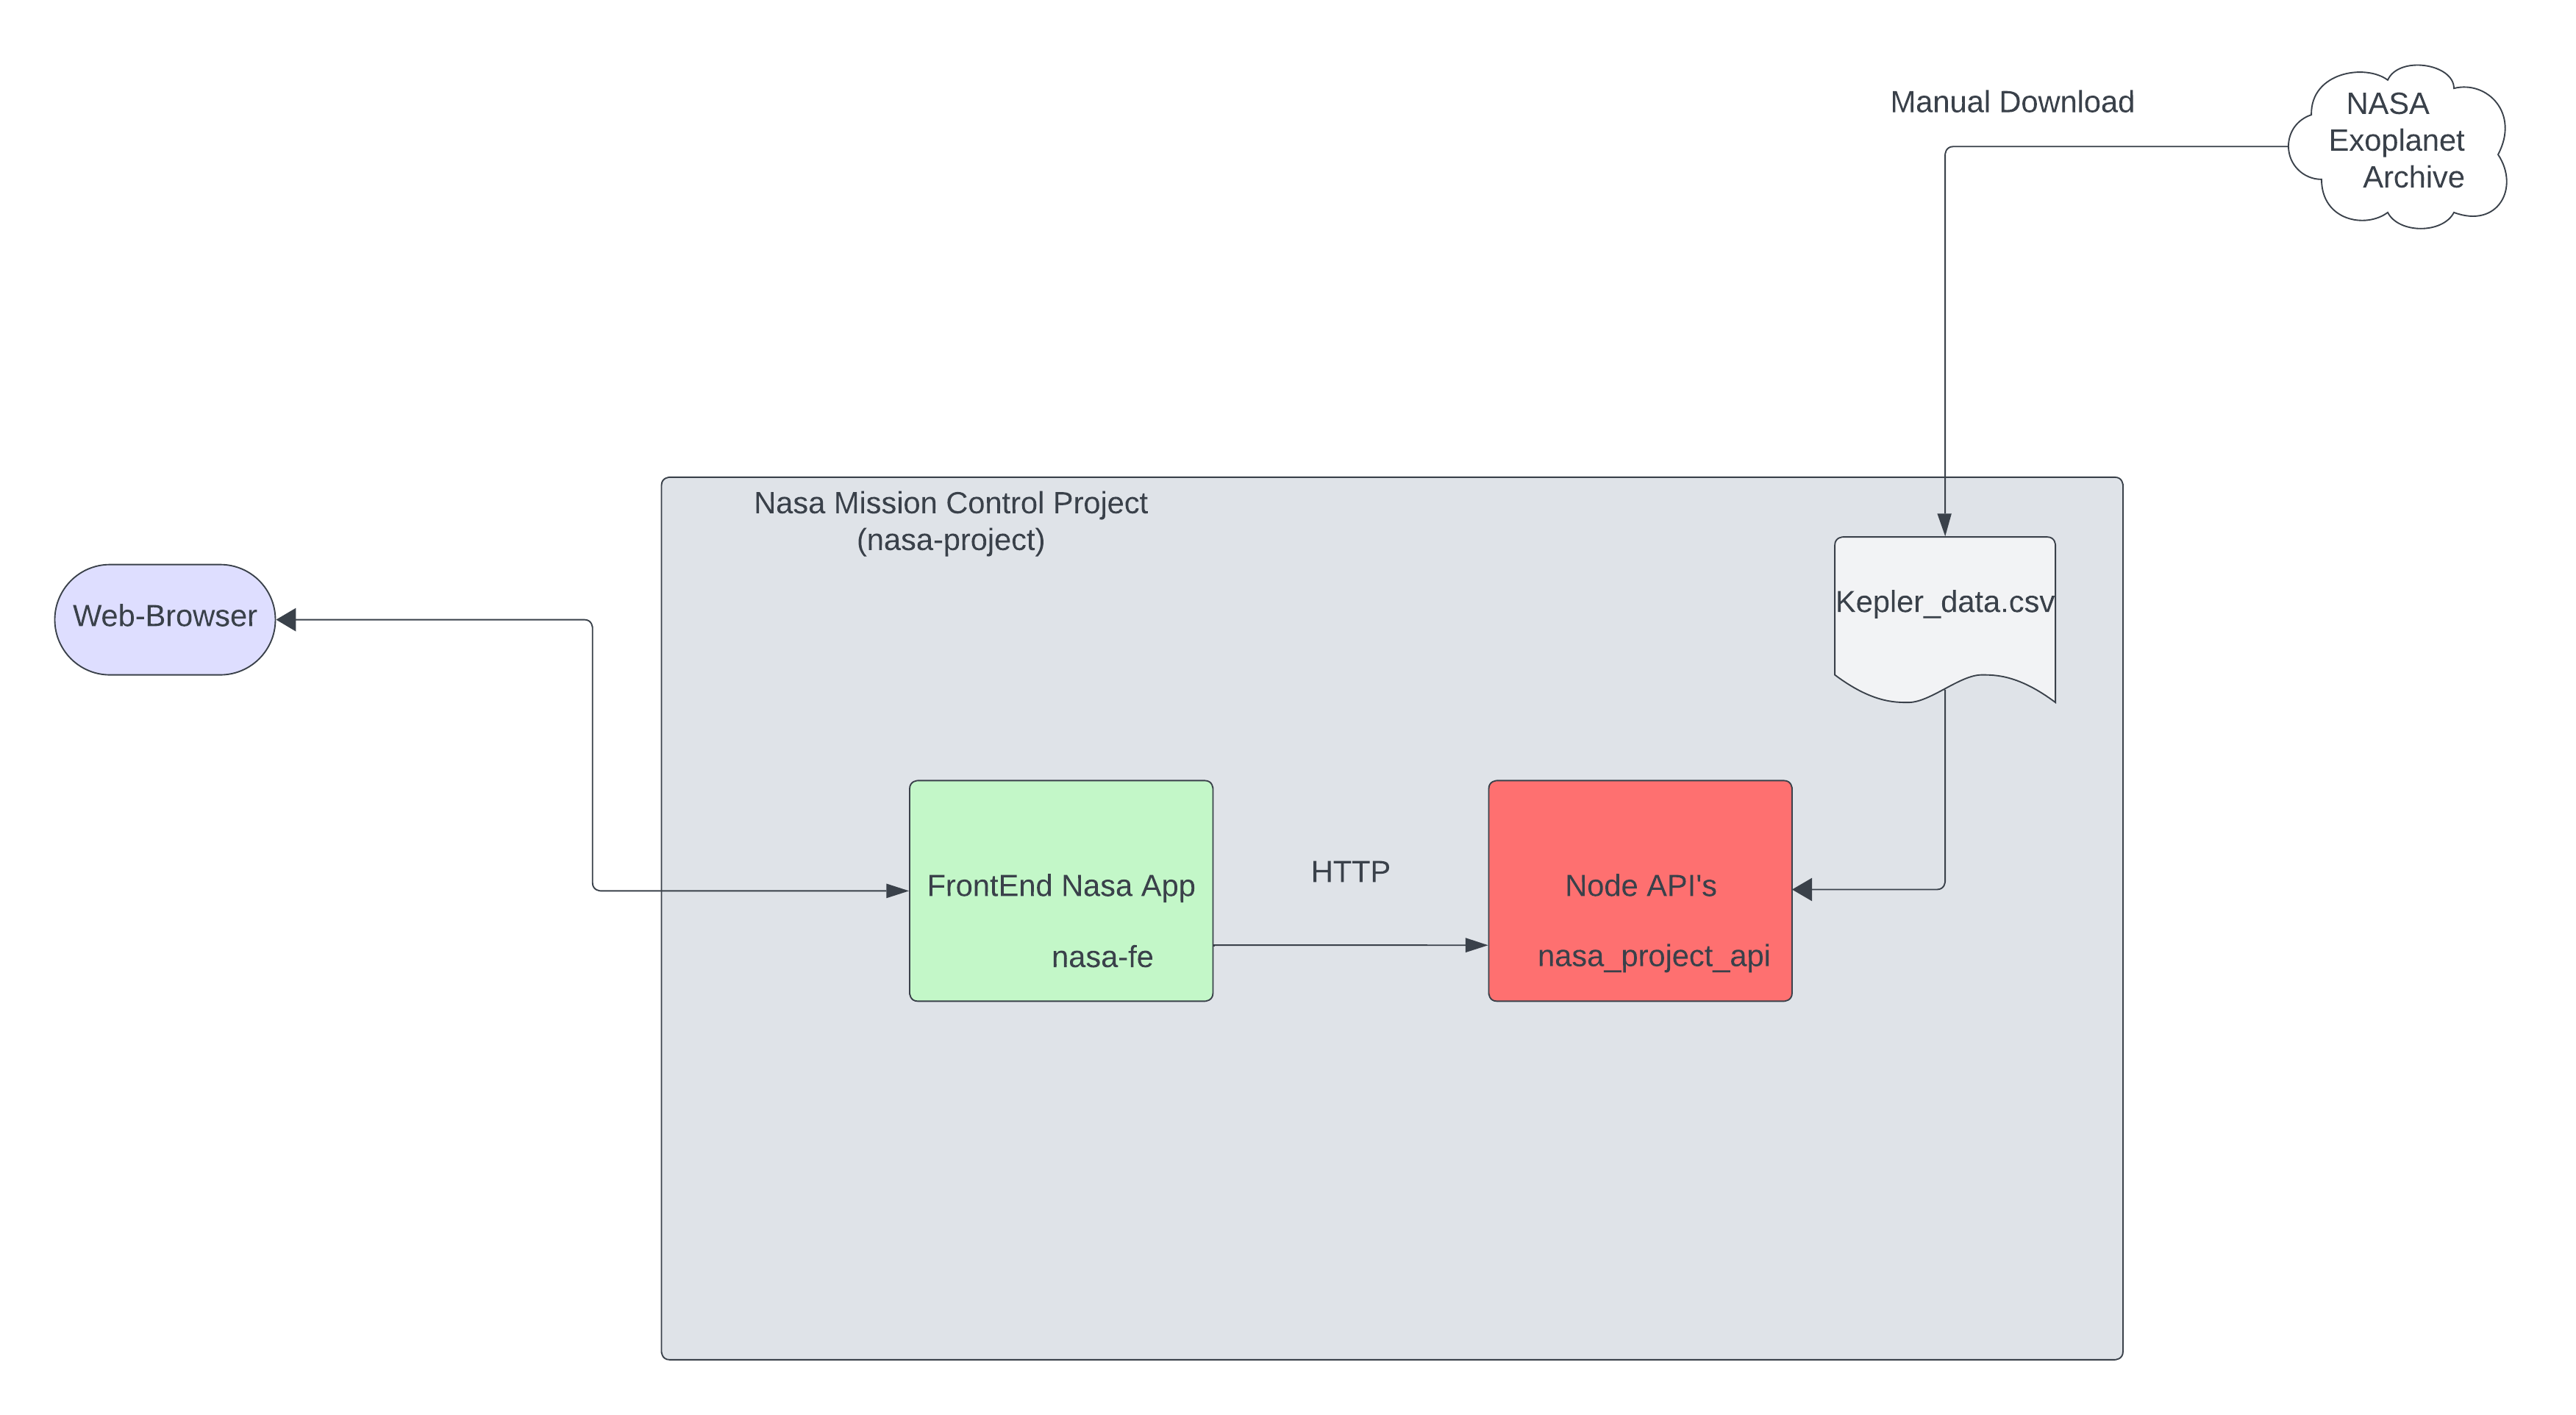 Manual Download
NASA
Exoplanet
Archive
Nasa Mission Control Project
(nasa-project)
Web-Browser
Kepler_data.csv
FrontEnd Nasa App
nasa-fe
HTTP
Node API's
nasa_project_api